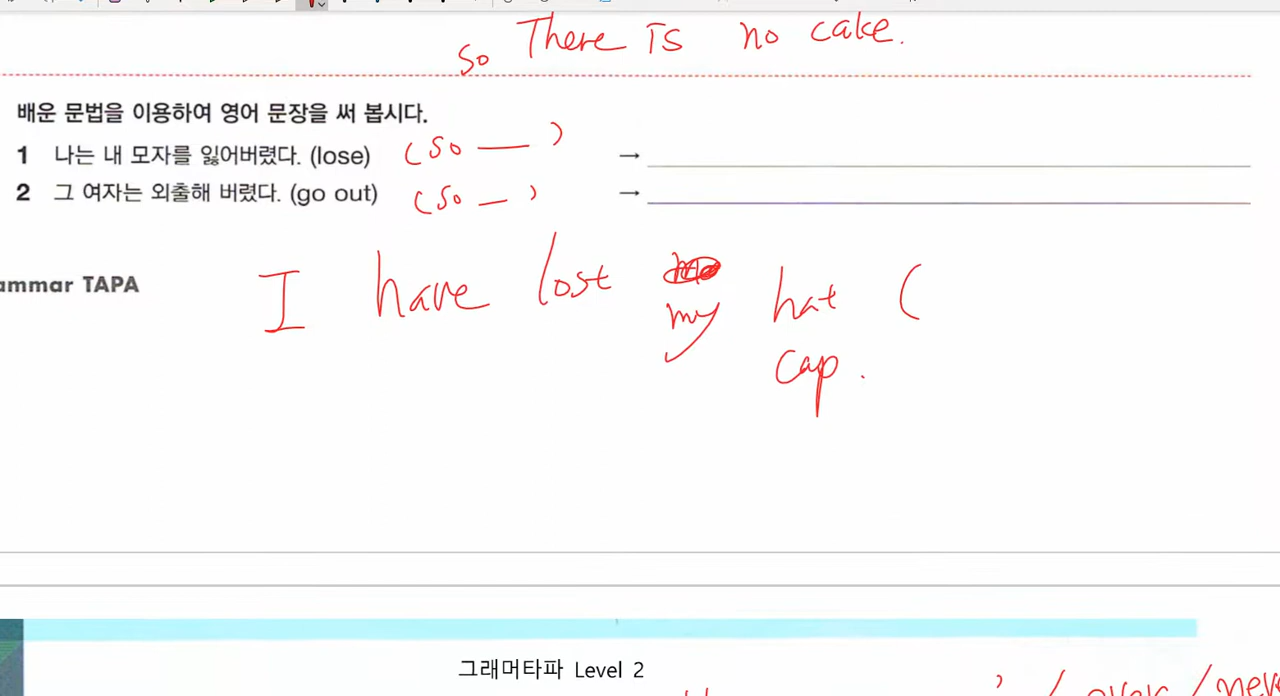 so There is no cake.
배운 문법을 이용하여 영어 문장을 써 봅시다.
1 나는 내 모자를 잃어버렸다. (lose) (so — ) →
2 그 여자는 외출해 버렸다. (go out) (so — ) →
ammar TAPA
I have lost my hat (
cap.
그래머타파 Level 2
/ over / neve